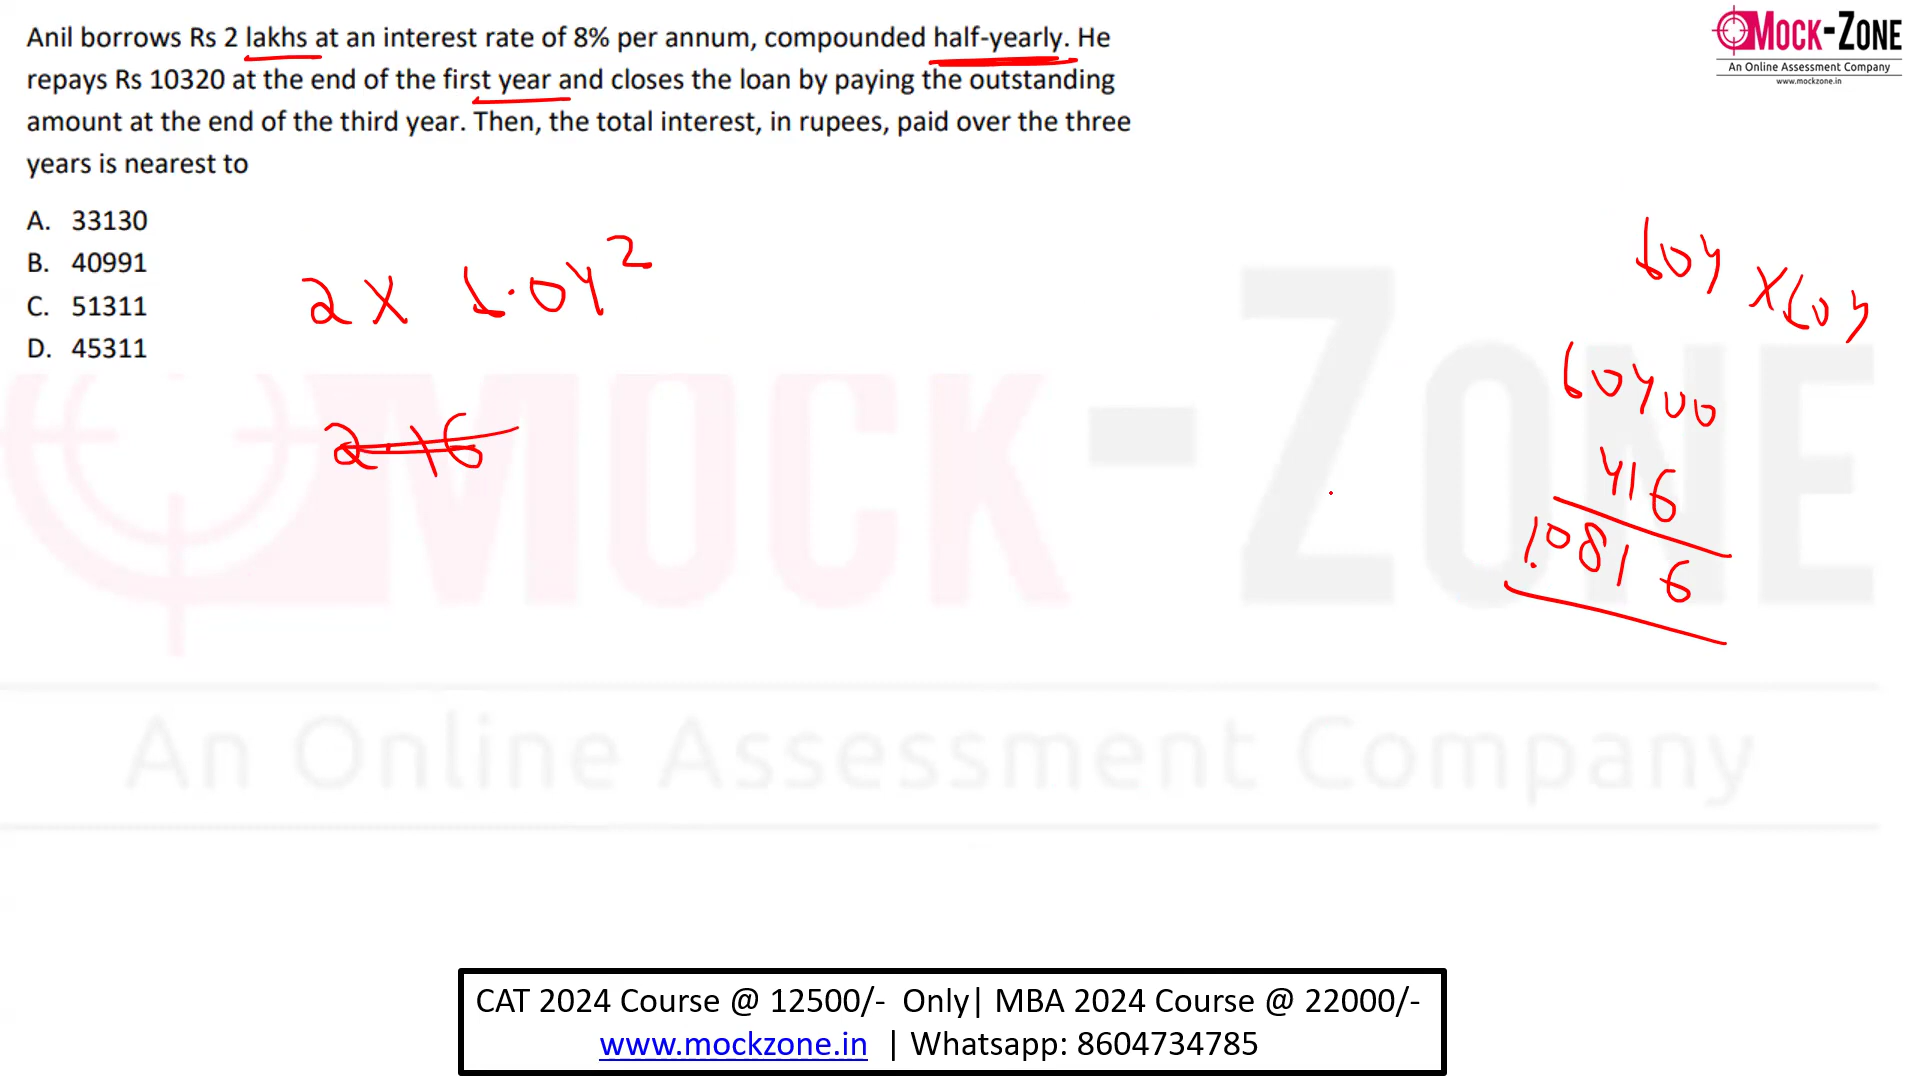 Anil borrows Rs 2 lakhs at an interest rate of 8% per annum, compounded half-yearly. He
repays Rs 10320 at the end of the first year and closes the loan by paying the outstanding
amount at the end of the third year. Then, the total interest, in rupees, paid over the three
years is nearest to
A. 33130
B. 40991
C. 51311
D. 45311
MOCK-ZONE
An Online Assessment Company
www.mockzone.in
2 x 1.04²
2.16
104 x 104
10400
416
1.0816
MOCK-ZONE
An Online Assessment Company
CAT 2024 Course @ 12500/- Only| MBA 2024 Course @ 22000/-
www.mockzone.in | Whatsapp: 8604734785